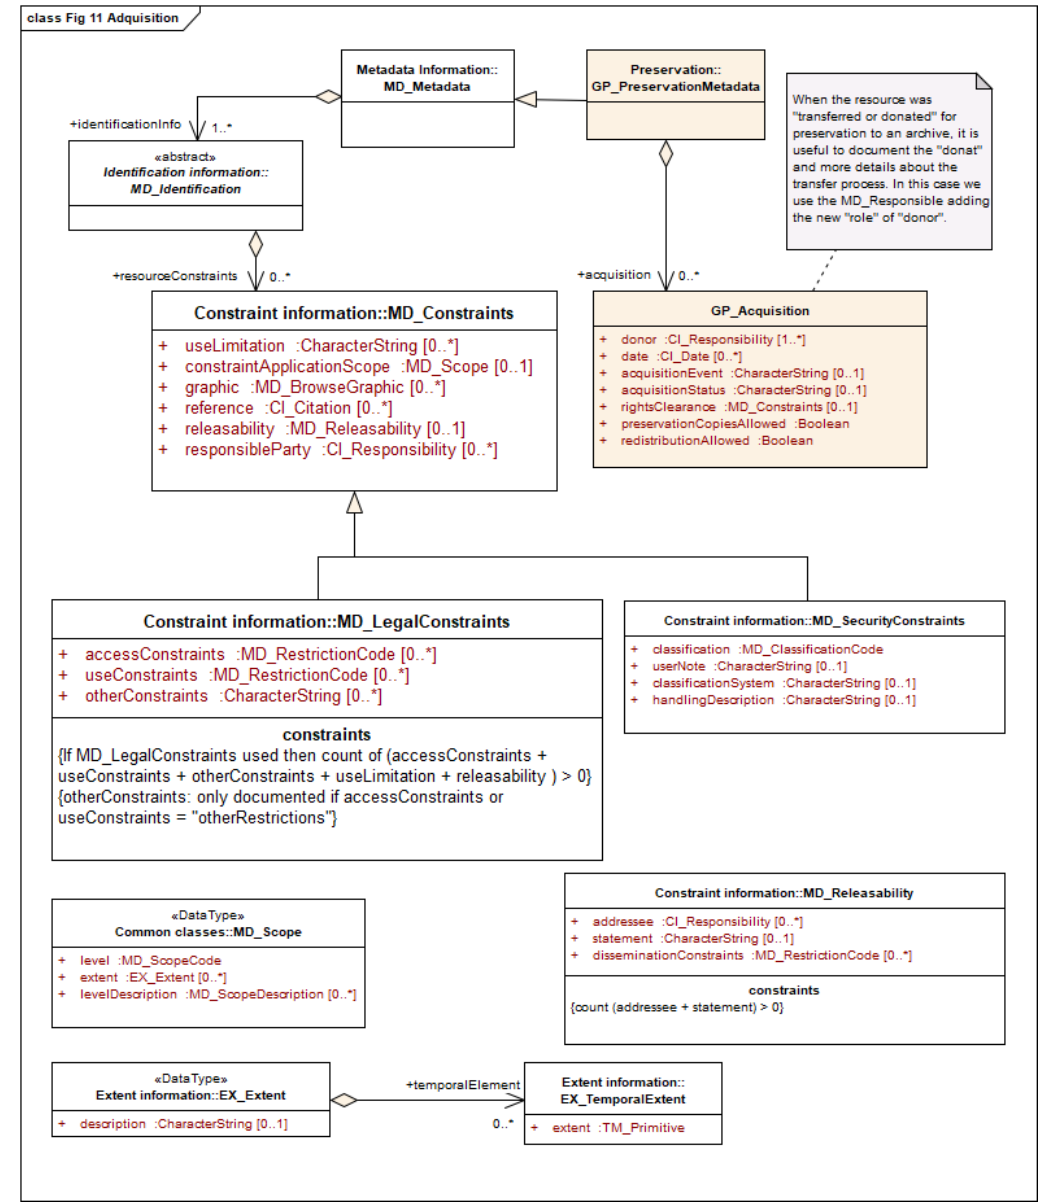 class Fig 11 Adquisition
Metadata Information::
MD_Metadata
Preservation::
GP_PreservationMetadata
When the resource was
"transferred or donated" for
preservation to an archive, it is
useful to document the "donat"
and more details about the
transfer process. In this case we
use the MD_Responsible adding
the new "role" of "donor".
+identificationInfo
1..*
«abstract»
Identification information::
MD_Identification
+resourceConstraints
0..*
+acquisition
0..*
Constraint information::MD_Constraints
+ useLimitation :CharacterString [0..*]
+ constraintApplicationScope :MD_Scope [0..1]
+ graphic :MD_BrowseGraphic [0..*]
+ reference :CI_Citation [0..*]
+ releasability :MD_Releasability [0..1]
+ responsibleParty :CI_Responsibility [0..*]
GP_Acquisition
+ donor :CI_Responsibility [1..*]
+ date :CI_Date [0..*]
+ acquisitionEvent :CharacterString [0..1]
+ acquisitionStatus :CharacterString [0..1]
+ rightsClearance :MD_Constraints [0..1]
+ preservationCopiesAllowed :Boolean
+ redistributionAllowed :Boolean
Constraint information::MD_LegalConstraints
+ accessConstraints :MD_RestrictionCode [0..*]
+ useConstraints :MD_RestrictionCode [0..*]
+ otherConstraints :CharacterString [0..*]
constraints
{If MD_LegalConstraints used then count of (accessConstraints +
useConstraints + otherConstraints + useLimitation + releasability ) > 0}
{otherConstraints: only documented if accessConstraints or
useConstraints = "otherRestrictions"}
Constraint information::MD_SecurityConstraints
+ classification :MD_ClassificationCode
+ userNote :CharacterString [0..1]
+ classificationSystem :CharacterString [0..1]
+ handlingDescription :CharacterString [0..1]
Constraint information::MD_Releasability
+ addressee :CI_Responsibility [0..*]
+ statement :CharacterString [0..1]
+ disseminationConstraints :MD_RestrictionCode [0..*]
constraints
{count (addressee + statement) > 0}
«DataType»
Common classes::MD_Scope
+ level :MD_ScopeCode
+ extent :EX_Extent [0..*]
+ levelDescription :MD_ScopeDescription [0..*]
«DataType»
Extent information::EX_Extent
+ description :CharacterString [0..1]
+temporalElement
0..*
Extent information::
EX_TemporalExtent
+ extent :TM_Primitive